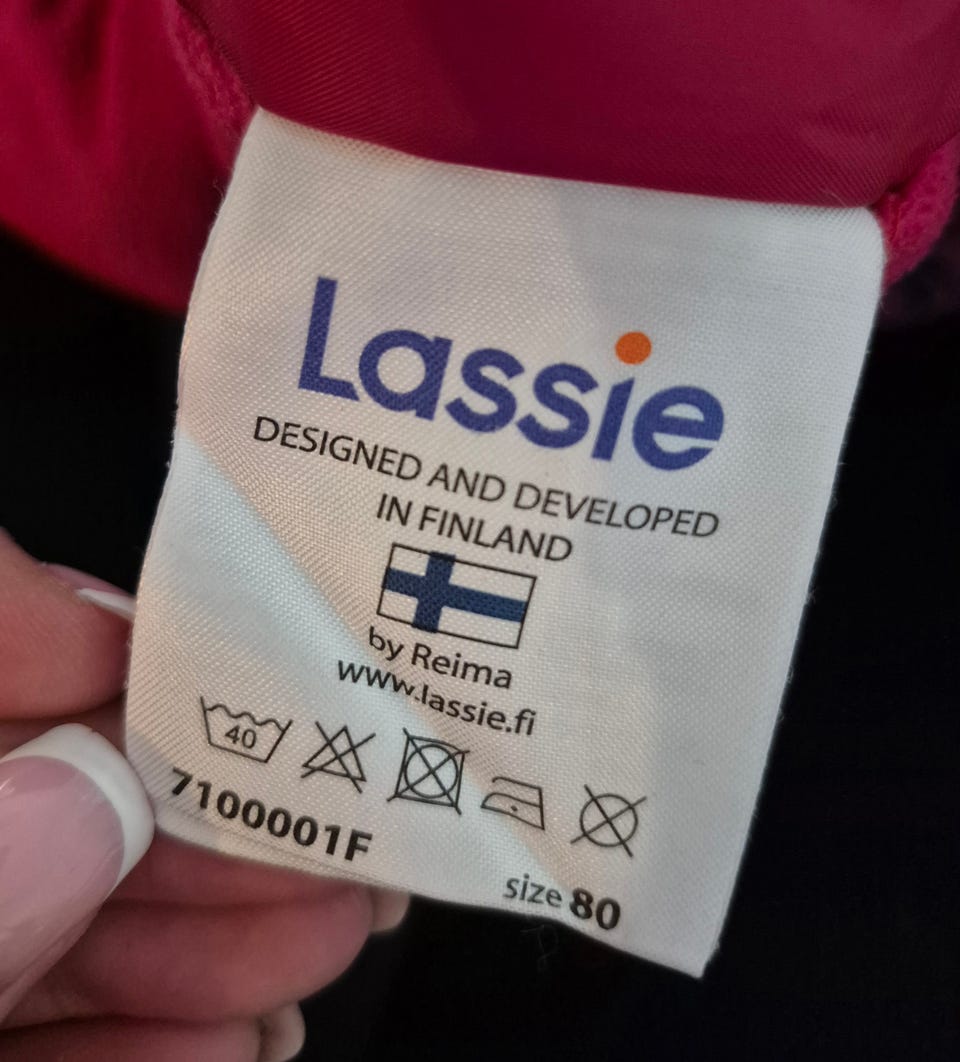 Lassie
DESIGNED AND DEVELOPED
IN FINLAND
by Reima
www.lassie.fi
40
7100001F
size 80